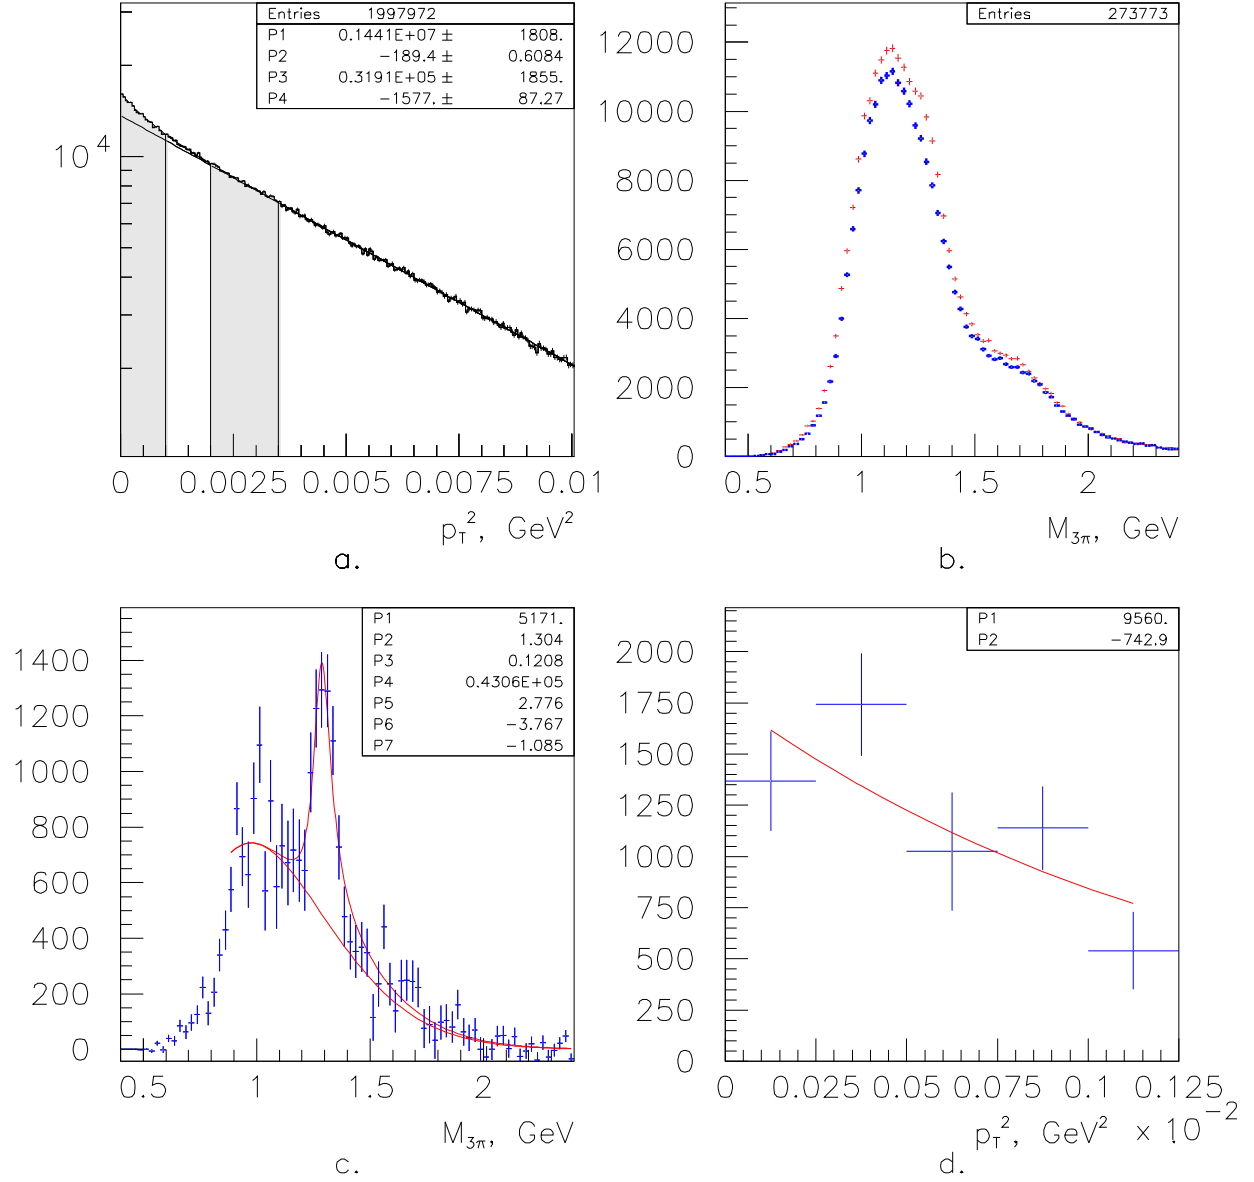 Entries 1997972
P1 0.1441E+07 ± 1808.
P2 −189.4 ± 0.6084
P3 0.3191E+05 ± 1855.
P4 −1577. ± 87.27
10^4
0 0.0025 0.005 0.0075 0.01
p_T^2, GeV^2
a.
Entries 273773
12000
10000
8000
6000
4000
2000
0
0.5 1 1.5 2
M_3π, GeV
b.
P1 5171.
P2 1.304
P3 0.1208
P4 0.4306E+05
P5 2.776
P6 −3.767
P7 −1.085
1400
1200
1000
800
600
400
200
0
0.5 1 1.5 2
M_3π, GeV
c.
P1 9560.
P2 −742.9
2000
1750
1500
1250
1000
750
500
250
0
0 0.025 0.05 0.075 0.1 0.125
p_T^2, GeV^2 × 10^−2
d.